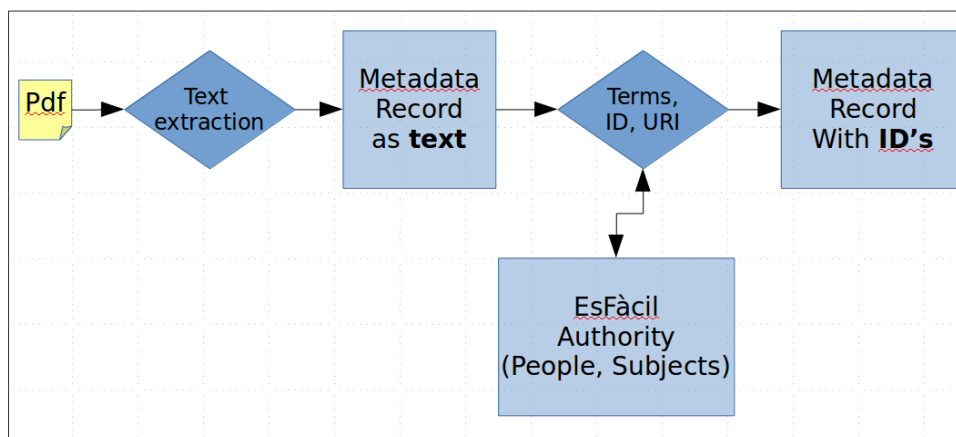 Pdf
Text
extraction
Metadata
Record
as text
Terms,
ID, URI
Metadata
Record
With ID’s
EsFàcil
Authority
(People, Subjects)